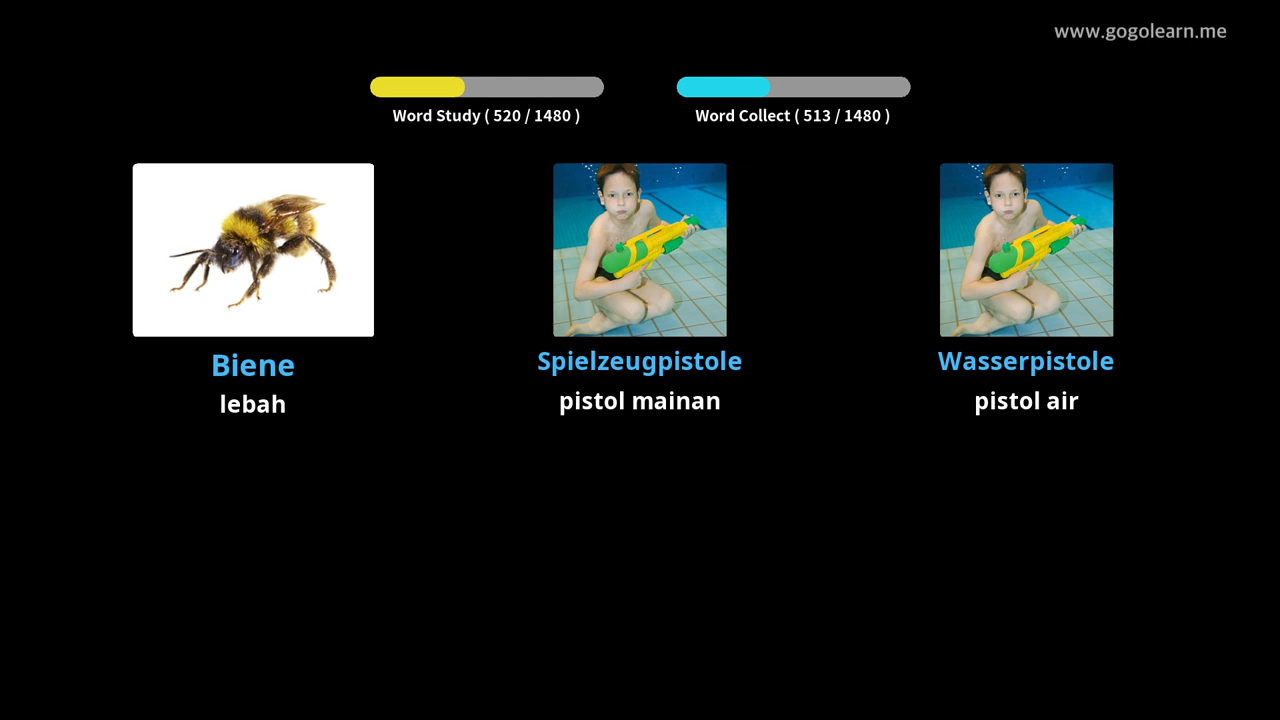 www.gogolearn.me
Word Study ( 520 / 1480 )
Word Collect ( 513 / 1480 )
Biene
Spielzeugpistole
Wasserpistole
lebah
pistol mainan
pistol air